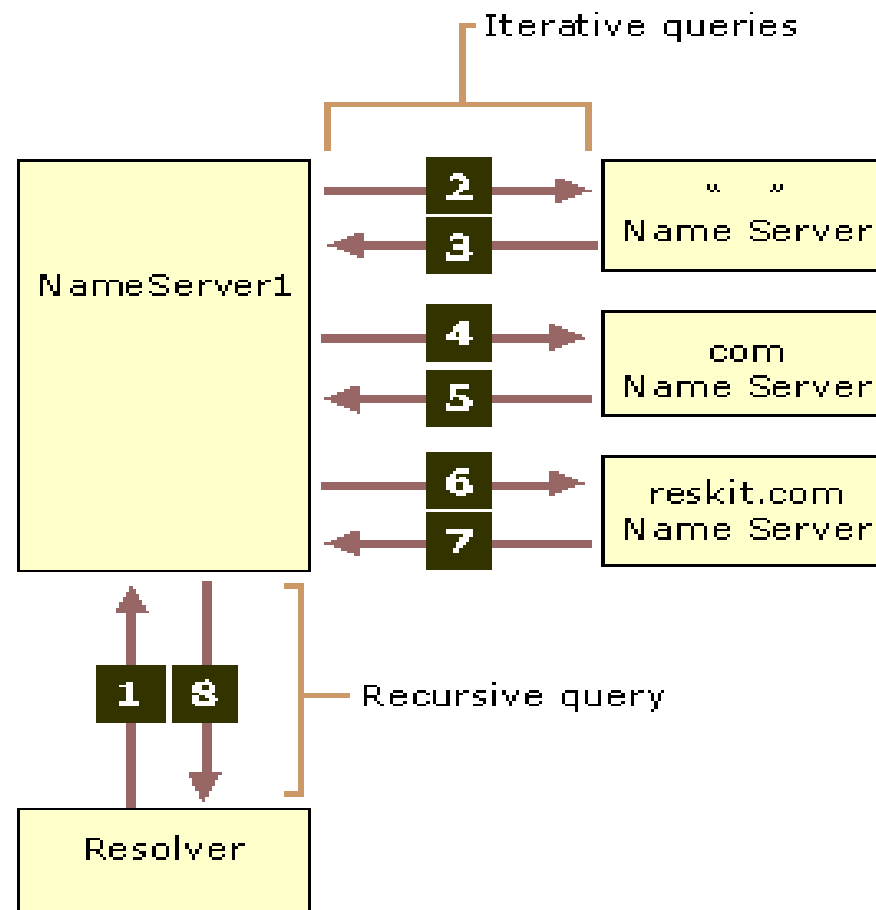 Iterative queries
2
“ ”
Name Server
3
NameServer1
4
com
Name Server
5
6
reskit.com
Name Server
7
1
8
Recursive query
Resolver